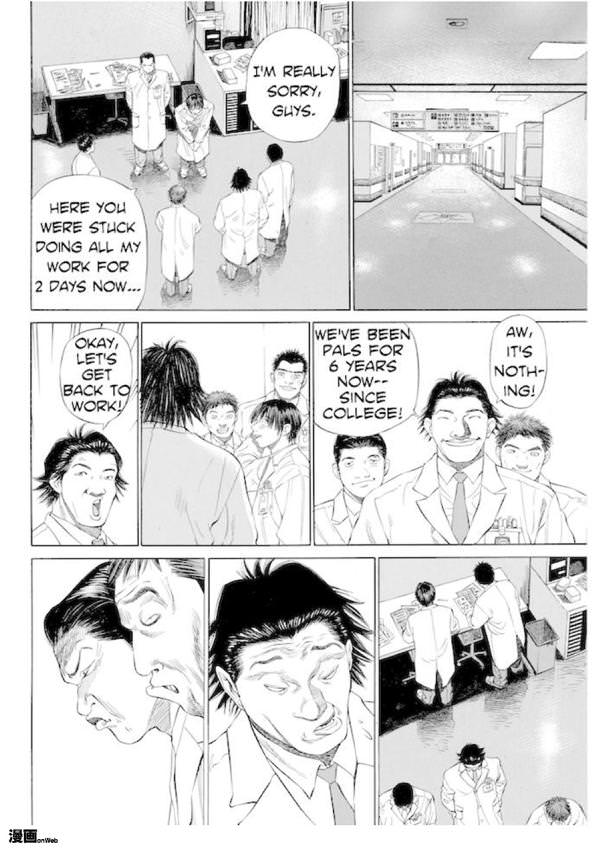 I'M REALLY
SORRY,
GUYS.
HERE YOU
WERE STUCK
DOING ALL MY
WORK FOR
2 DAYS NOW...
AW,
IT'S
NOTH-
ING!
WE'VE BEEN
PALS FOR
6 YEARS
NOW--
SINCE
COLLEGE!
OKAY,
LET'S
GET
BACK TO
WORK!
漫画onWeb